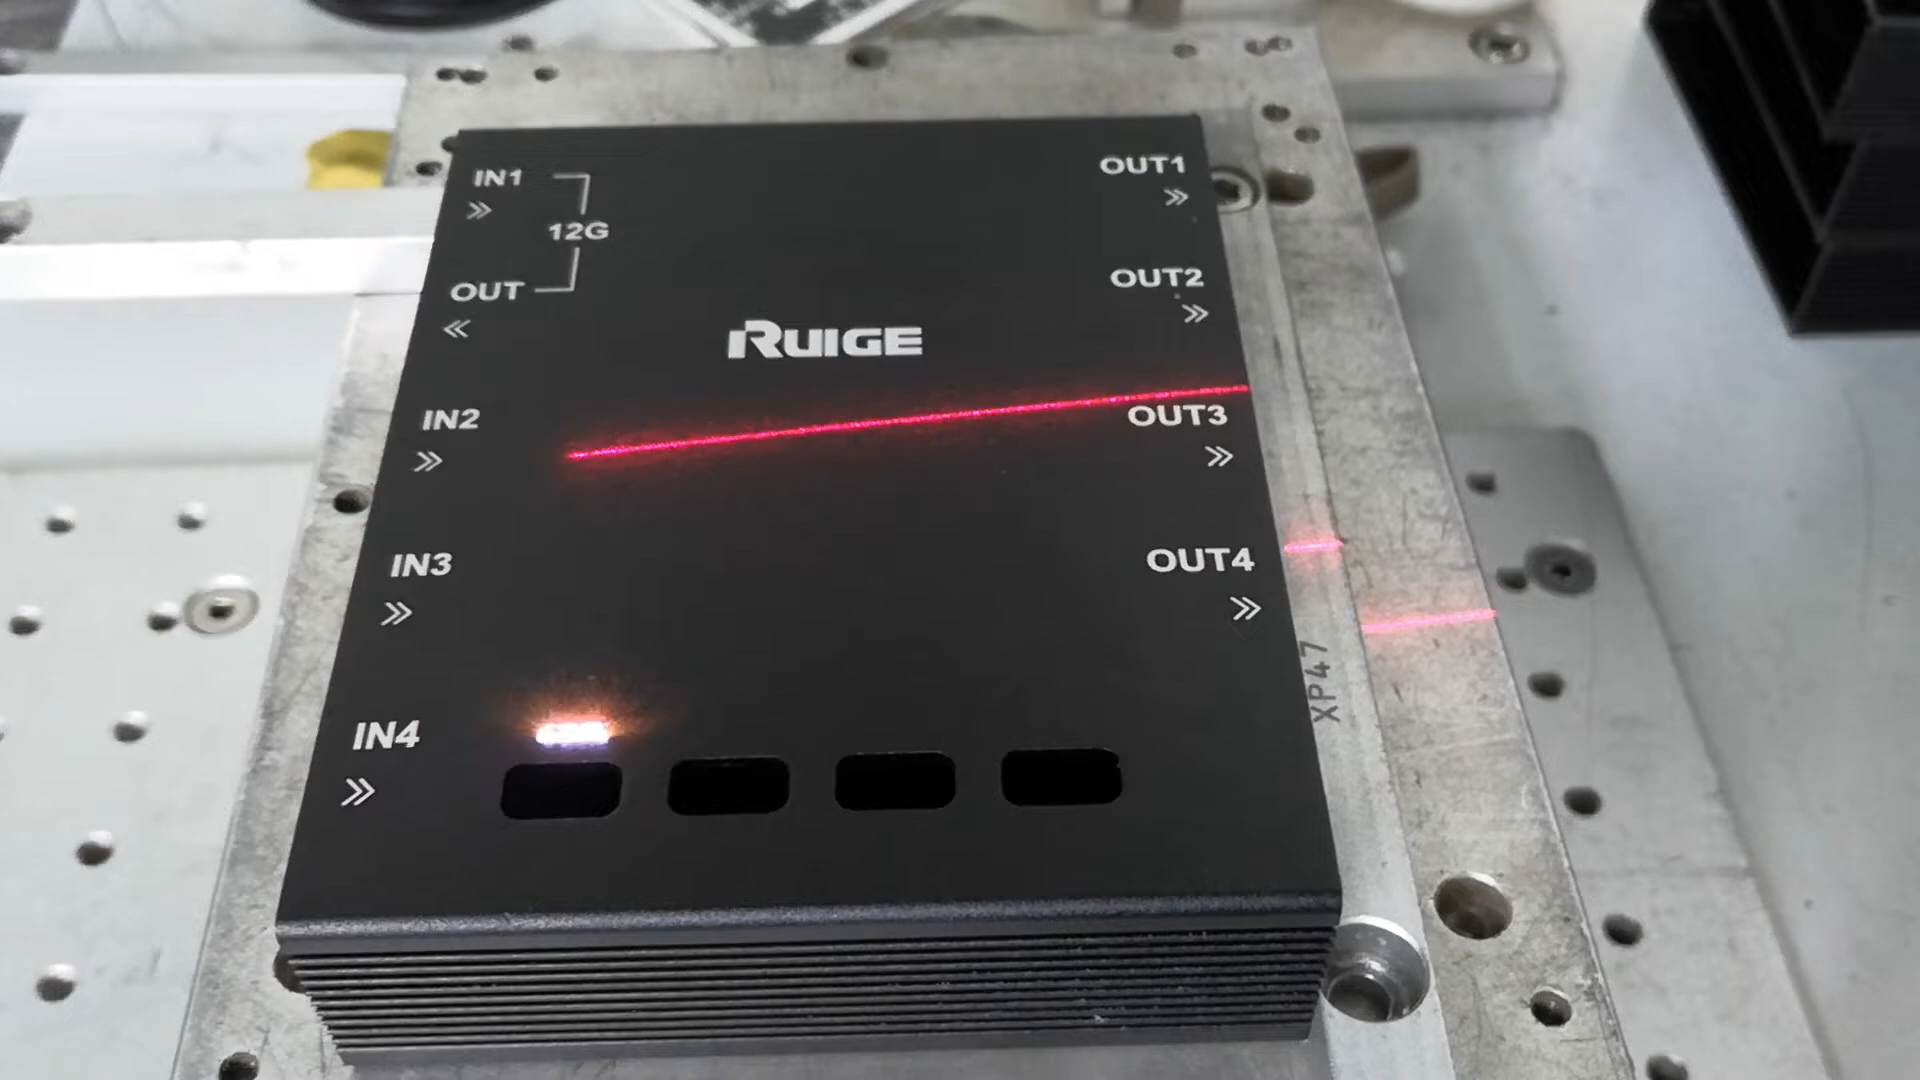 IN1
12G
OUT
IN2
IN3
IN4
RUIGE
OUT1
OUT2
OUT3
OUT4
XP47